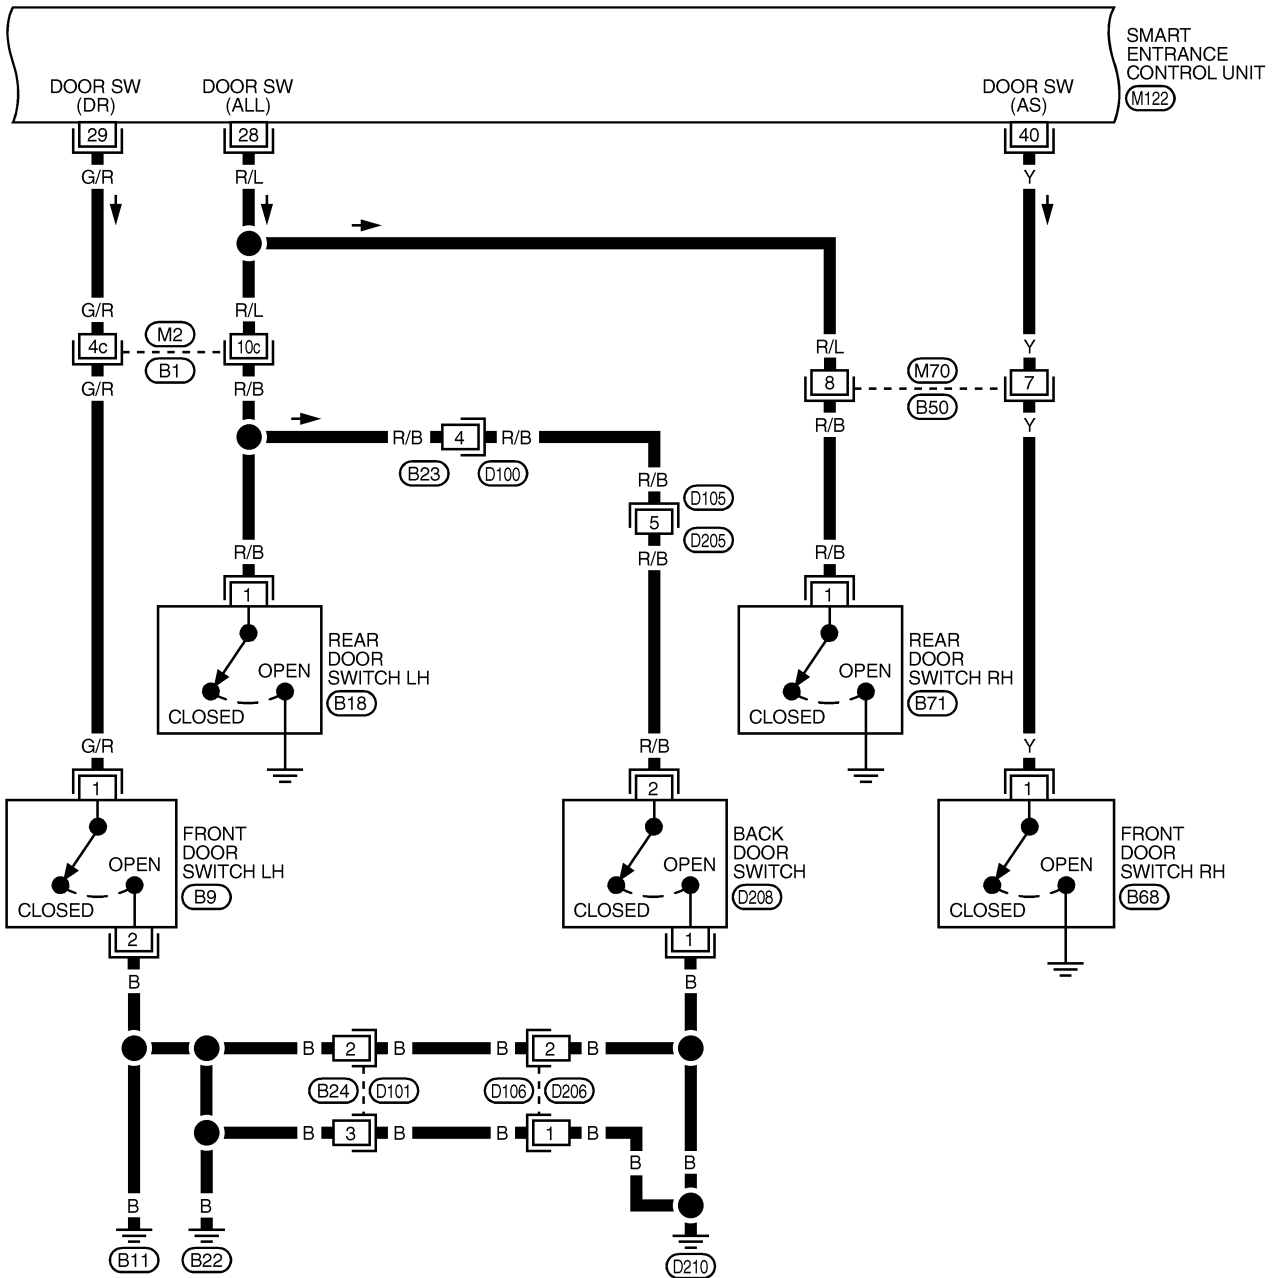 SMART
ENTRANCE
CONTROL UNIT
M122
DOOR SW
(DR)
DOOR SW
(ALL)
DOOR SW
(AS)
29
28
40
G/R
R/L
Y
G/R
R/L
4c
M2
B1
10c
G/R
R/B
R/L
Y
8
M70
B50
7
R/B
Y
R/B
4
R/B
B23
D100
R/B
D105
5
D205
R/B
R/B
R/B
1
1
OPEN
CLOSED
REAR
DOOR
SWITCH LH
B18
OPEN
CLOSED
REAR
DOOR
SWITCH RH
B71
G/R
R/B
Y
1
2
1
OPEN
CLOSED
FRONT
DOOR
SWITCH LH
B9
OPEN
CLOSED
BACK
DOOR
SWITCH
D208
OPEN
CLOSED
FRONT
DOOR
SWITCH RH
B68
2
1
B
B
B
2
B
B
2
B
B24
D101
D106
D206
B
3
B
B
1
B
B
B
B
B
B11
B22
D210